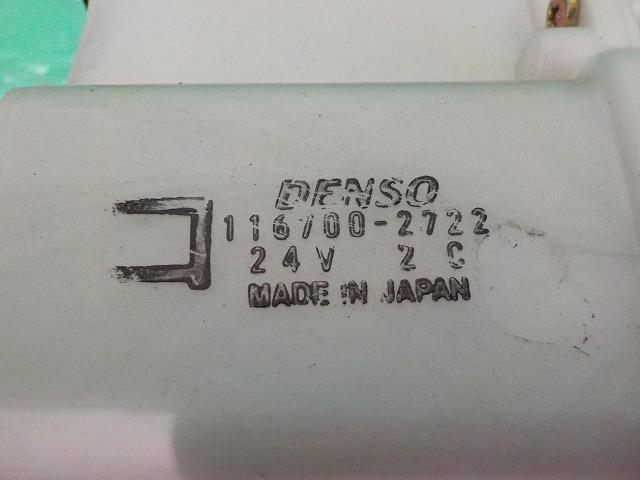 DENSO
116700-2722
24V 2C
MADE IN JAPAN